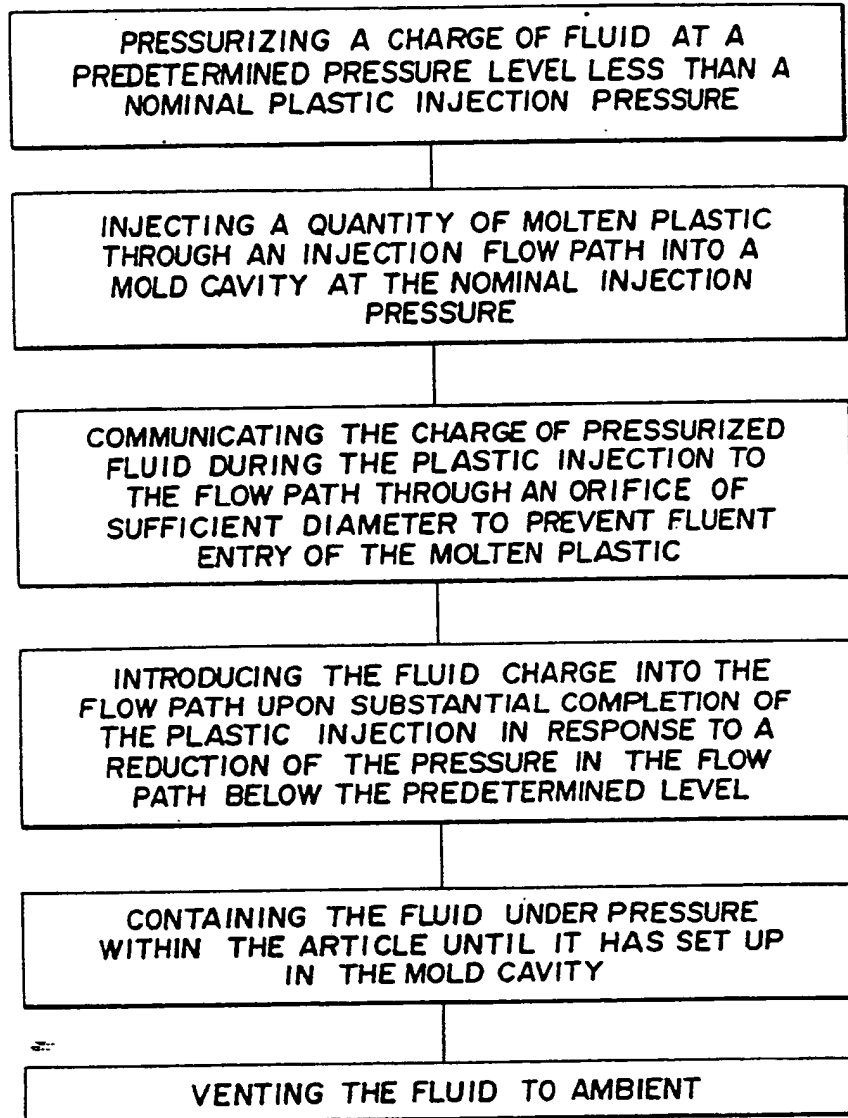 PRESSURIZING A CHARGE OF FLUID AT A
PREDETERMINED PRESSURE LEVEL LESS THAN A
NOMINAL PLASTIC INJECTION PRESSURE
INJECTING A QUANTITY OF MOLTEN PLASTIC
THROUGH AN INJECTION FLOW PATH INTO A
MOLD CAVITY AT THE NOMINAL INJECTION
PRESSURE
COMMUNICATING THE CHARGE OF PRESSURIZED
FLUID DURING THE PLASTIC INJECTION TO
THE FLOW PATH THROUGH AN ORIFICE OF
SUFFICIENT DIAMETER TO PREVENT FLUENT
ENTRY OF THE MOLTEN PLASTIC
INTRODUCING THE FLUID CHARGE INTO THE
FLOW PATH UPON SUBSTANTIAL COMPLETION OF
THE PLASTIC INJECTION IN RESPONSE TO A
REDUCTION OF THE PRESSURE IN THE FLOW
PATH BELOW THE PREDETERMINED LEVEL
CONTAINING THE FLUID UNDER PRESSURE
WITHIN THE ARTICLE UNTIL IT HAS SET UP
IN THE MOLD CAVITY
VENTING THE FLUID TO AMBIENT